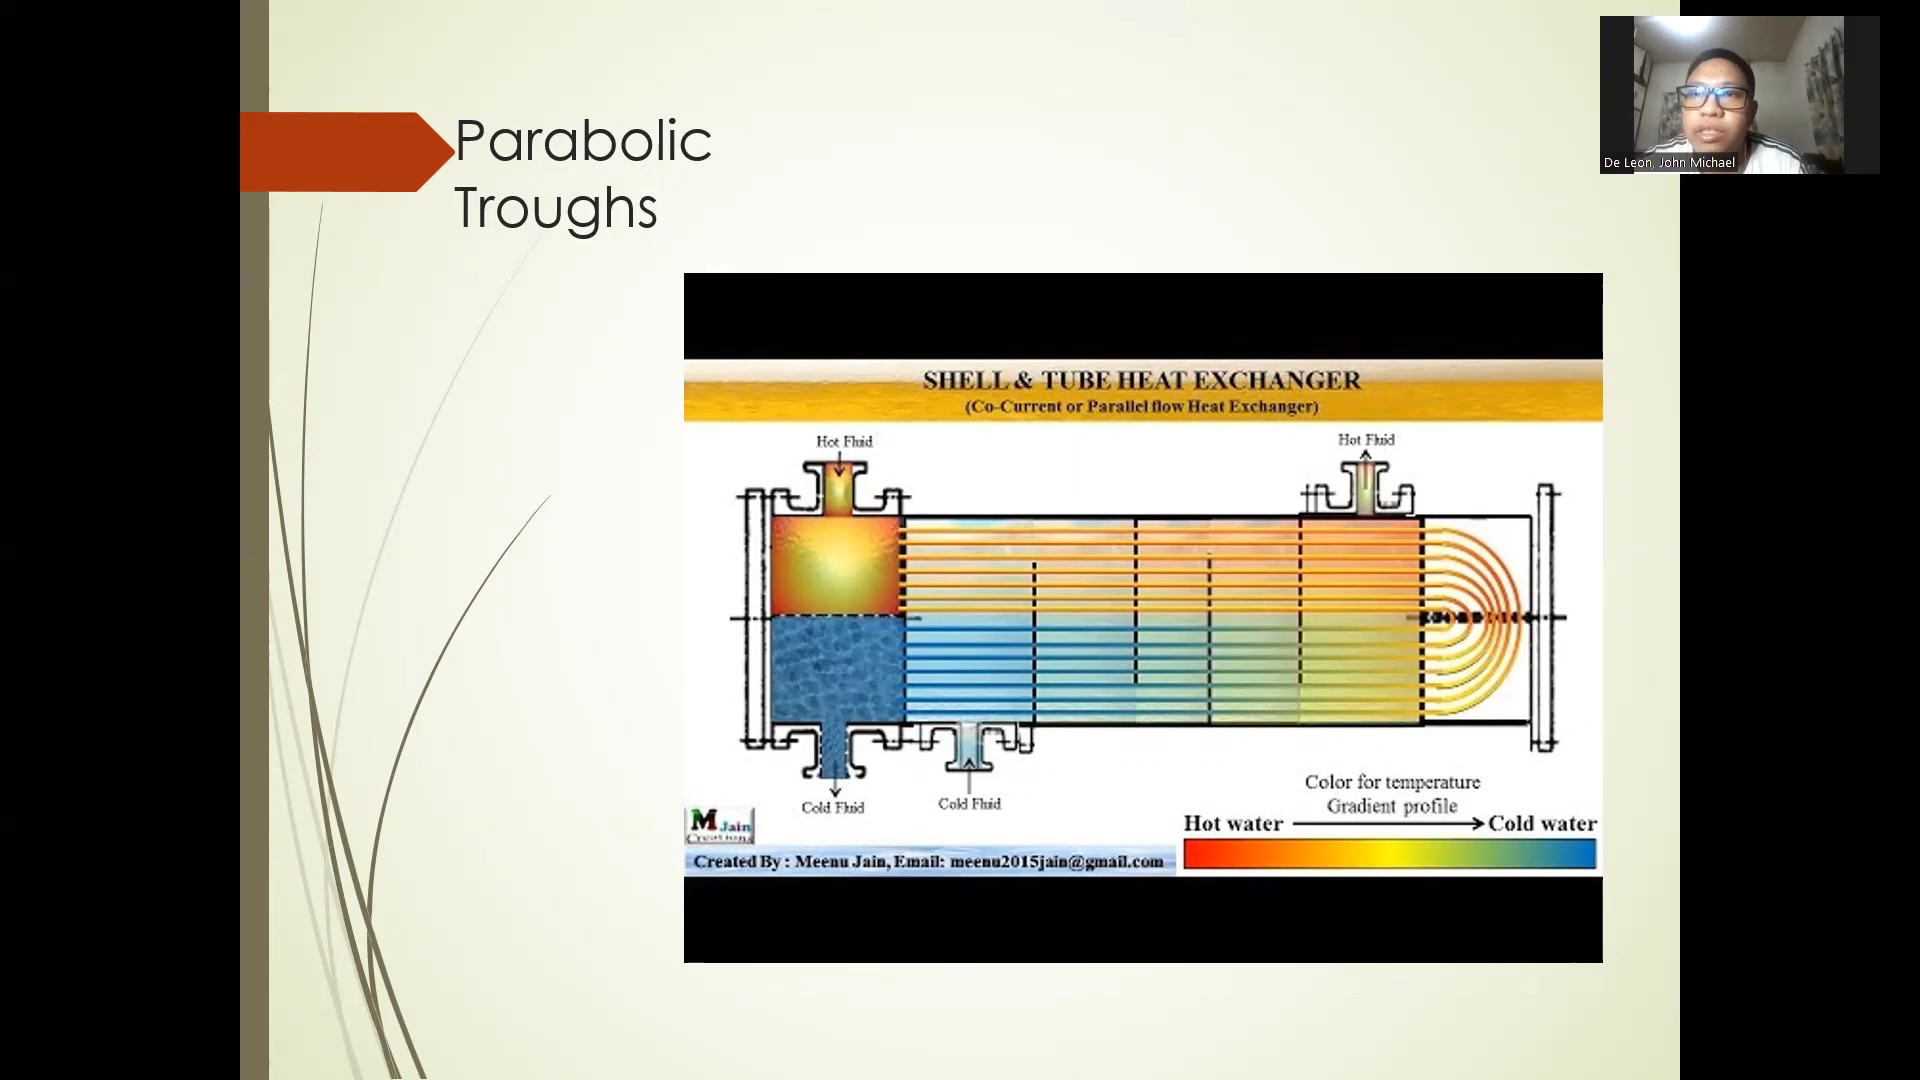 Parabolic
Troughs
De Leon, John Michael
SHELL & TUBE HEAT EXCHANGER
(Co-Current or Parallel flow Heat Exchanger)
Hot Fluid
Hot Fluid
Cold Fluid
Cold Fluid
Color for temperature
Gradient profile
Hot water
Cold water
M Jain
Creations
Created By : Meenu Jain, Email: meenu2015jain@gmail.com